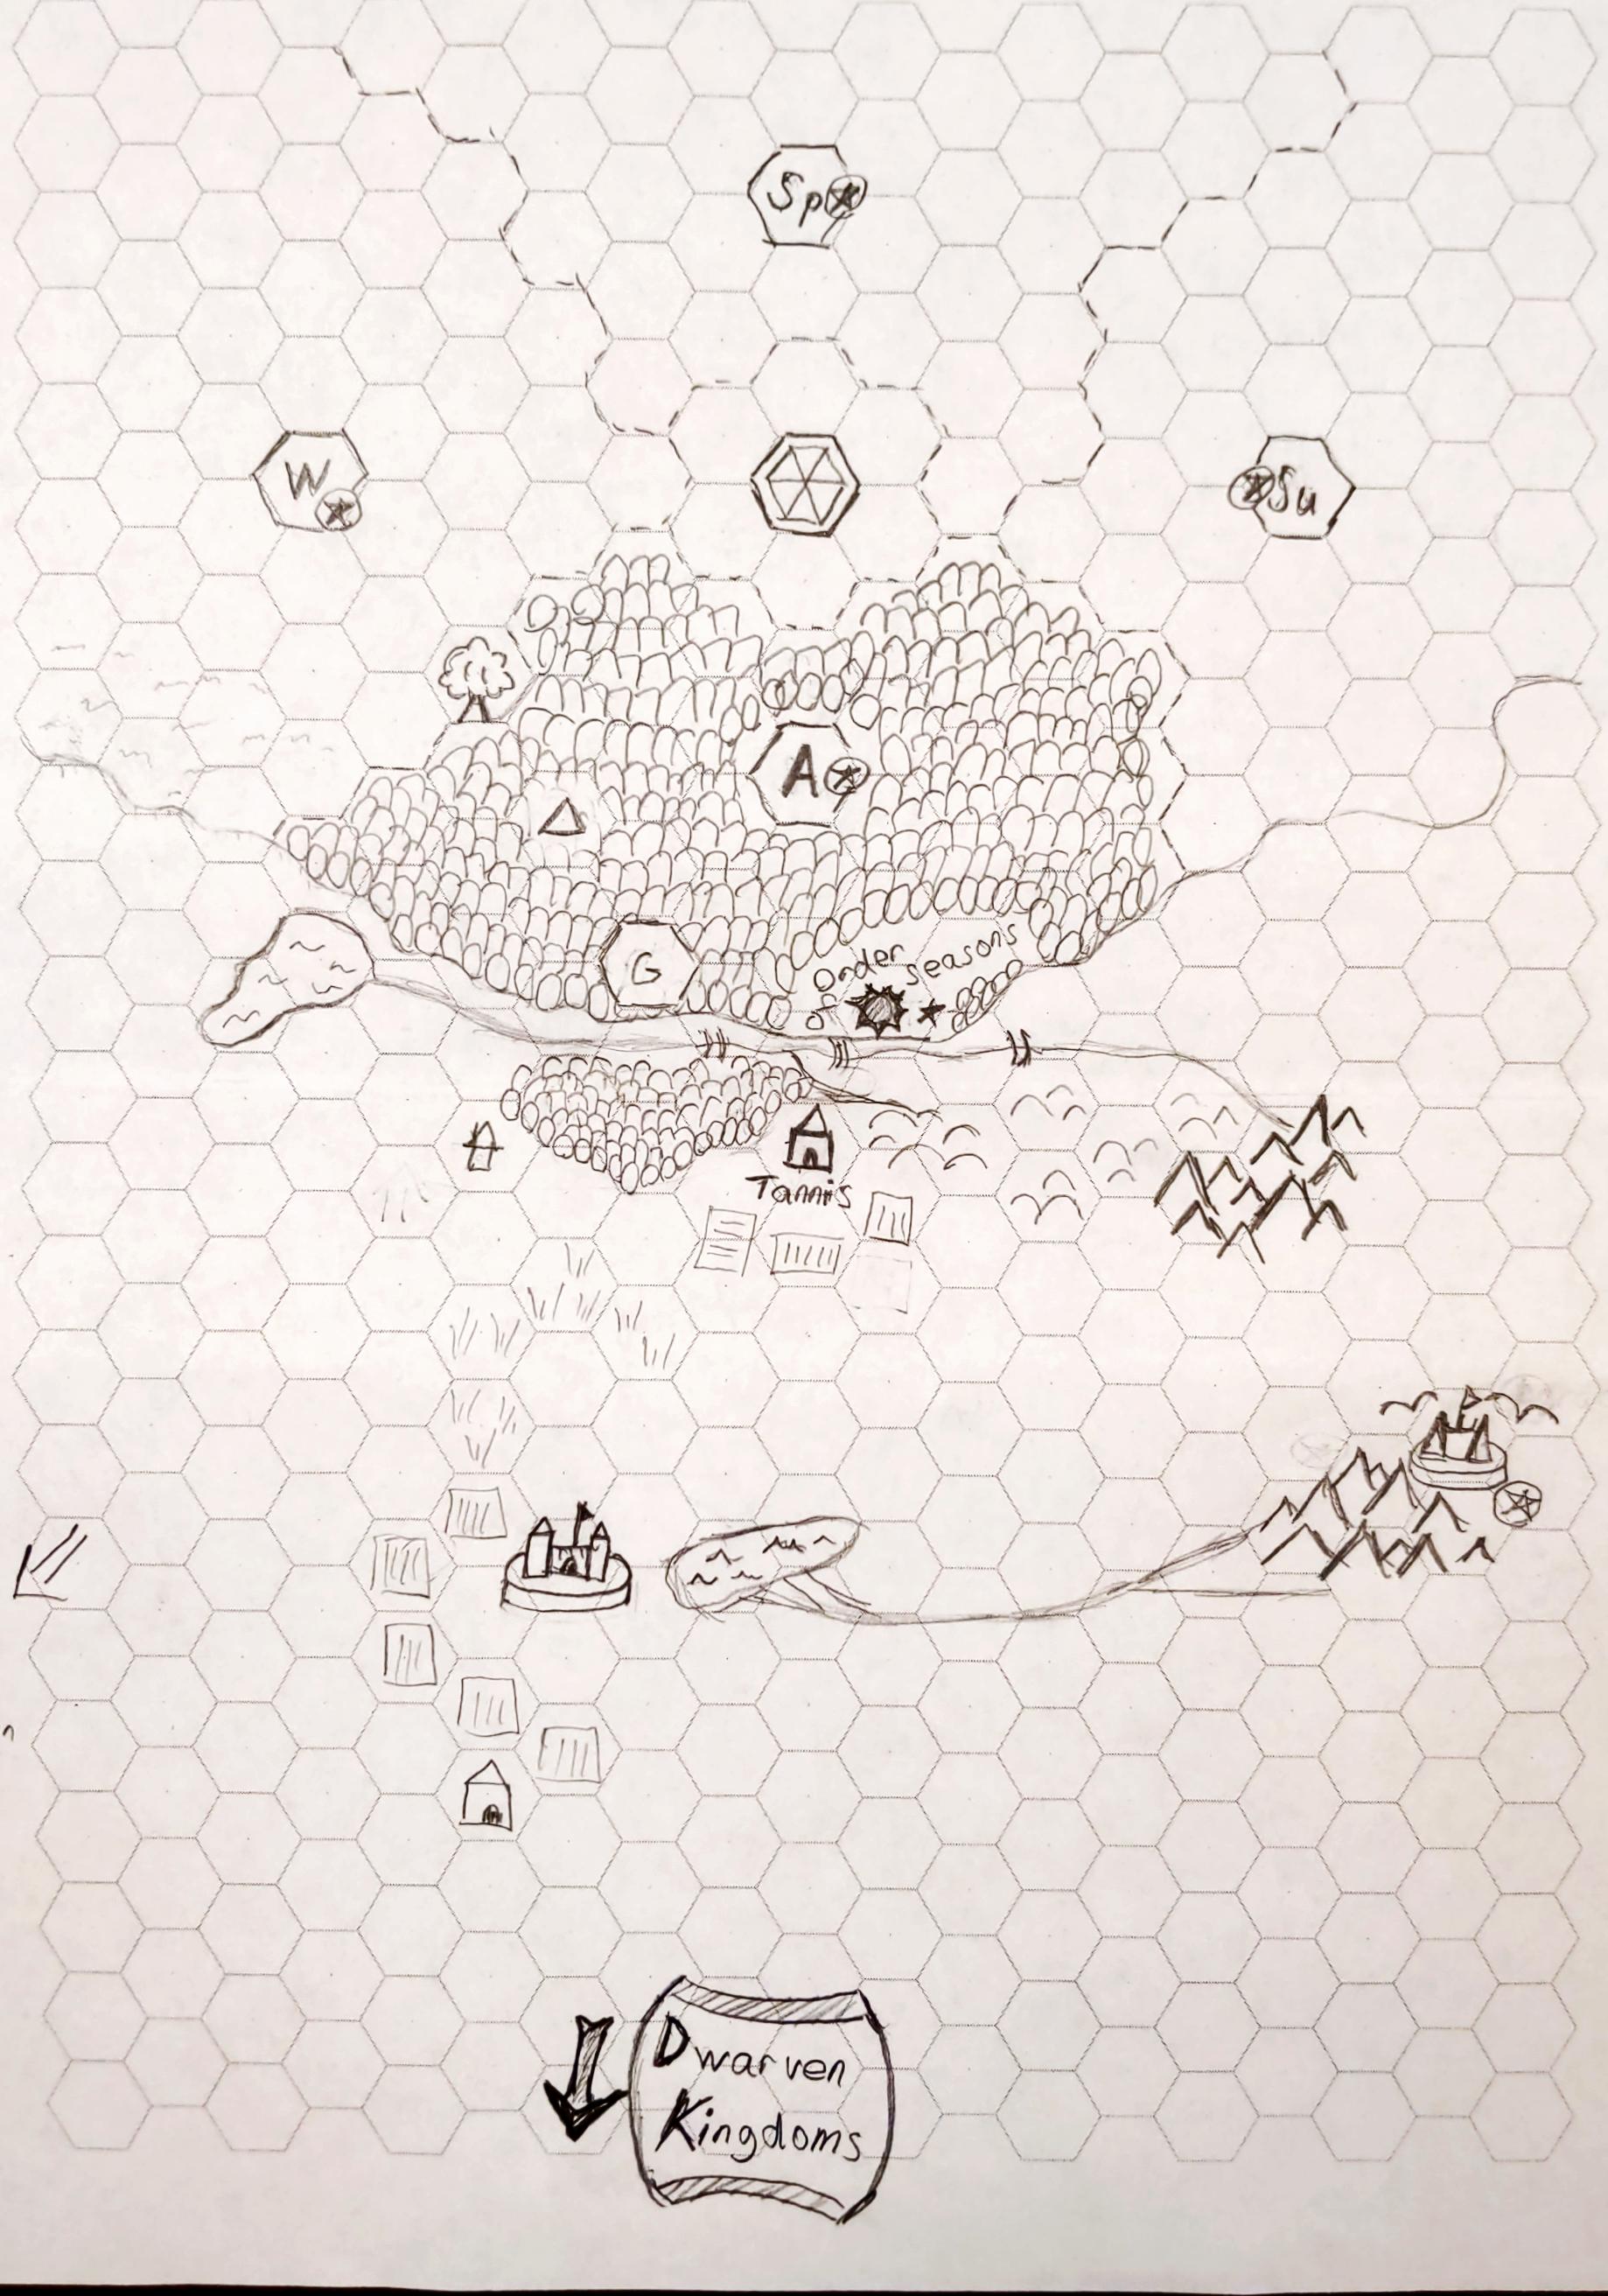 Sp
W
Su
A
G
Order
of seasons
Tannis
Dwarven
Kingdoms